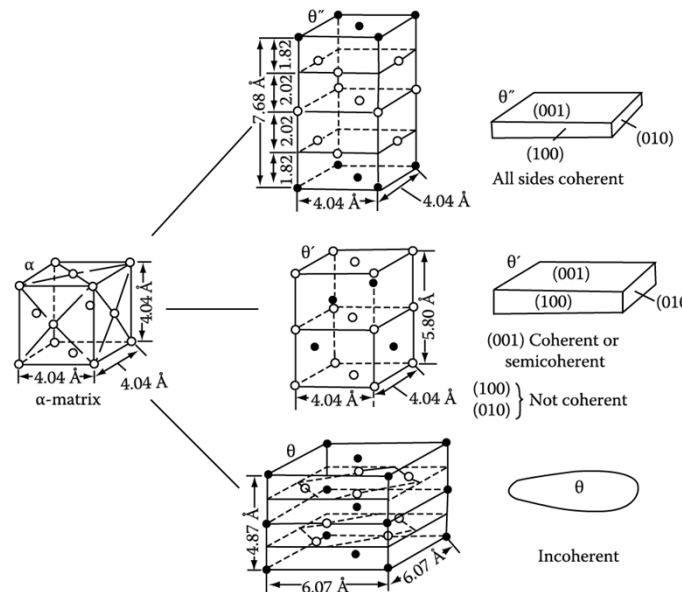 θ″
1.82
2.02
7.68 Å
2.02
1.82
4.04 Å
4.04 Å
θ″
(001)
(010)
(100)
All sides coherent
α
4.04 Å
4.04 Å
4.04 Å
α-matrix
θ′
5.80 Å
4.04 Å
4.04 Å
θ′
(001)
(100)
(010
(001) Coherent or
semicoherent
(100)
(010)
Not coherent
θ
4.87 Å
6.07 Å
6.07 Å
θ
Incoherent